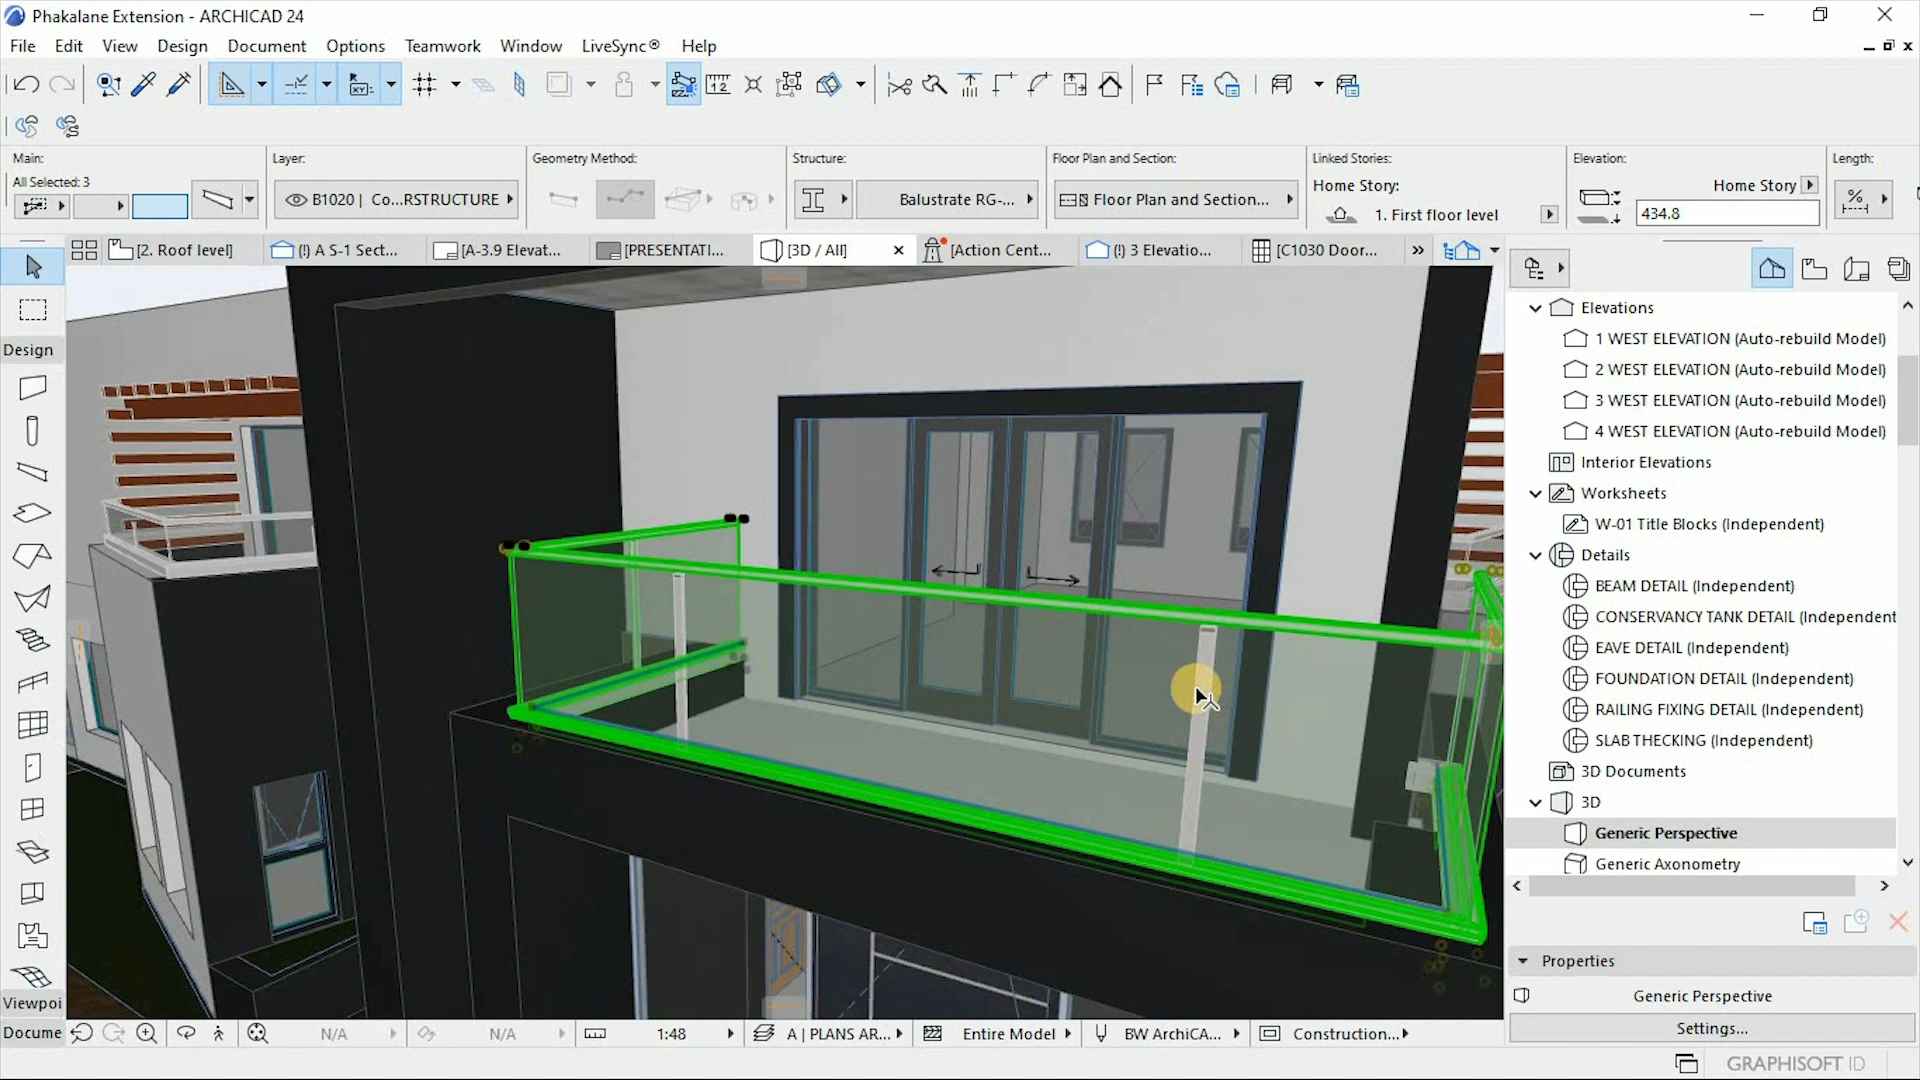 Phakalane Extension - ARCHICAD 24
File Edit View Design Document Options Teamwork Window LiveSync® Help
Main:
All Selected: 3
Layer:
B1020 | Co...RSTRUCTURE
Geometry Method:
Structure:
Balustrate RG-...
Floor Plan and Section:
Floor Plan and Section...
Linked Stories:
Home Story:
1. First floor level
Elevation:
Home Story
434.8
Length:
[2. Roof level]
(!) A S-1 Sect...
[A-3.9 Elevat...
[PRESENTATI...
[3D / All]
[Action Cent...
(!) 3 Elevatio...
[C1030 Door...
Design
Viewpoi
Docume
Elevations
1 WEST ELEVATION (Auto-rebuild Model)
2 WEST ELEVATION (Auto-rebuild Model)
3 WEST ELEVATION (Auto-rebuild Model)
4 WEST ELEVATION (Auto-rebuild Model)
Interior Elevations
Worksheets
W-01 Title Blocks (Independent)
Details
BEAM DETAIL (Independent)
CONSERVANCY TANK DETAIL (Independent
EAVE DETAIL (Independent)
FOUNDATION DETAIL (Independent)
RAILING FIXING DETAIL (Independent)
SLAB THECKING (Independent)
3D Documents
3D
Generic Perspective
Generic Axonometry
Properties
Generic Perspective
Settings...
N/A
N/A
1:48
A | PLANS AR...
Entire Model
BW ArchiCA...
Construction...
GRAPHISOFT ID